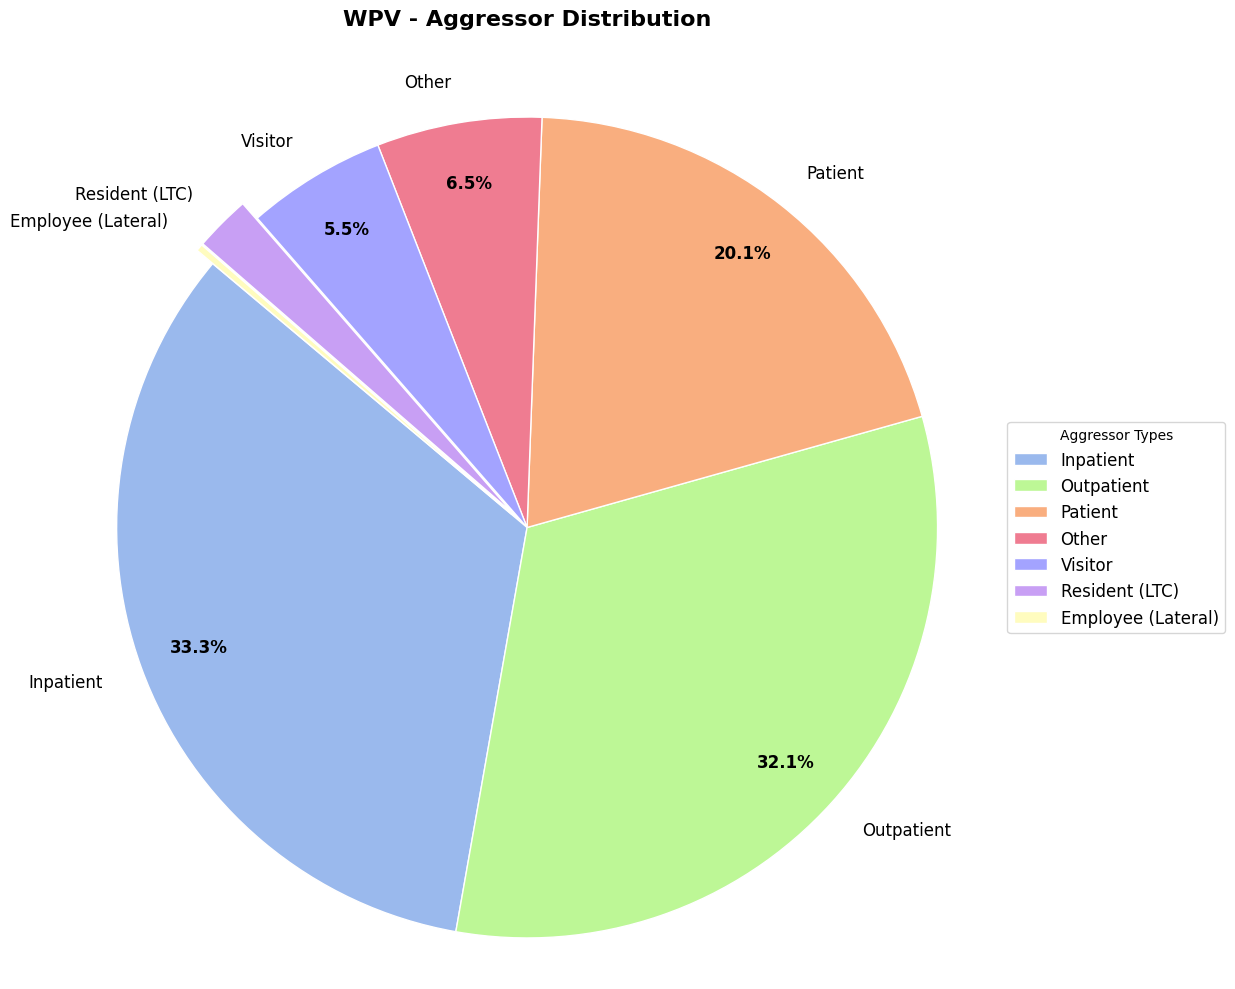 WPV - Aggressor Distribution
Other
Visitor
Patient
Resident (LTC)
Employee (Lateral)
6.5%
5.5%
20.1%
Aggressor Types
Inpatient
Outpatient
Patient
Other
Visitor
Resident (LTC)
Employee (Lateral)
33.3%
Inpatient
32.1%
Outpatient